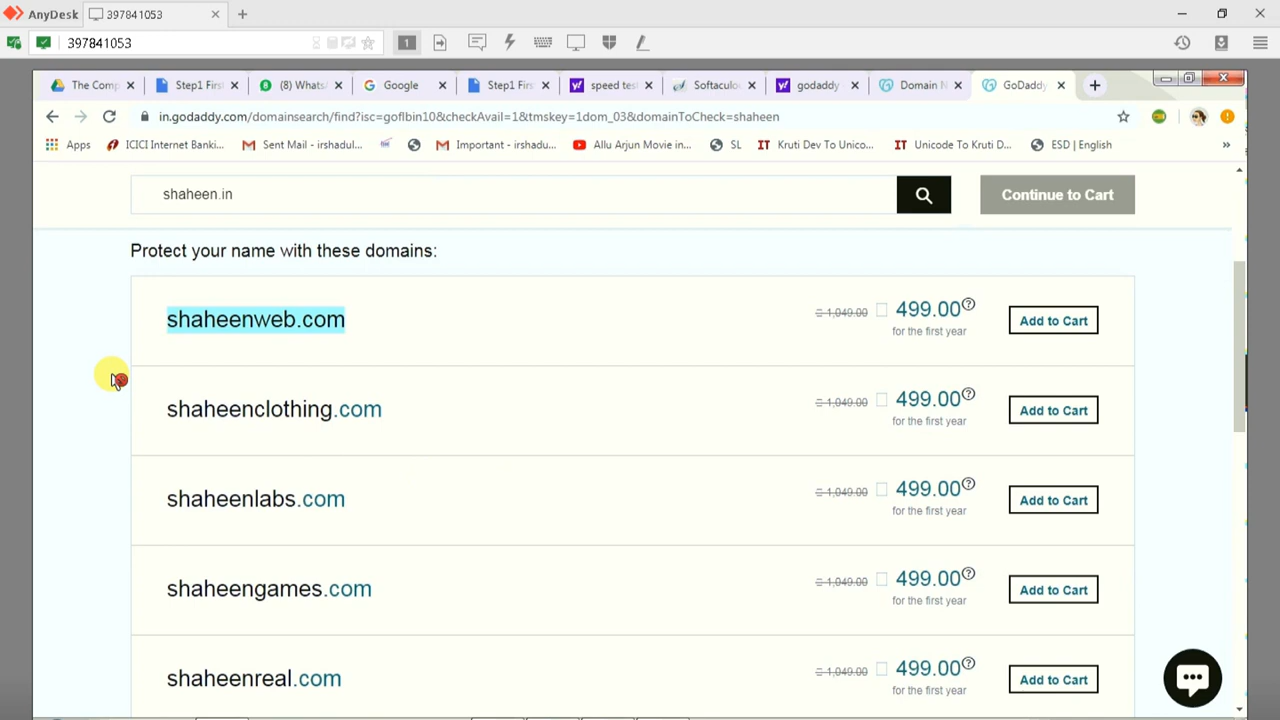 AnyDesk 397841053
397841053 1
The Comp Step1 Firs (8) Whats Google Step1 Firs speed tes Softaculo godaddy Domain N GoDaddy
in.godaddy.com/domainsearch/find?isc=goflbin10&checkAvail=1&tmskey=1dom_03&domainToCheck=shaheen
Apps ICICI Internet Banki... Sent Mail - irshadul... Important - irshadu... Allu Arjun Movie in... SL Kruti Dev To Unico... Unicode To Kruti D... ESD | English »
shaheen.in Continue to Cart
Protect your name with these domains:
shaheenweb.com 1,049.00 499.00 Add to Cart
for the first year
shaheenclothing.com 1,049.00 499.00 Add to Cart
for the first year
shaheenlabs.com 1,049.00 499.00 Add to Cart
for the first year
shaheengames.com 1,049.00 499.00 Add to Cart
for the first year
shaheenreal.com 1,049.00 499.00 Add to Cart
for the first year